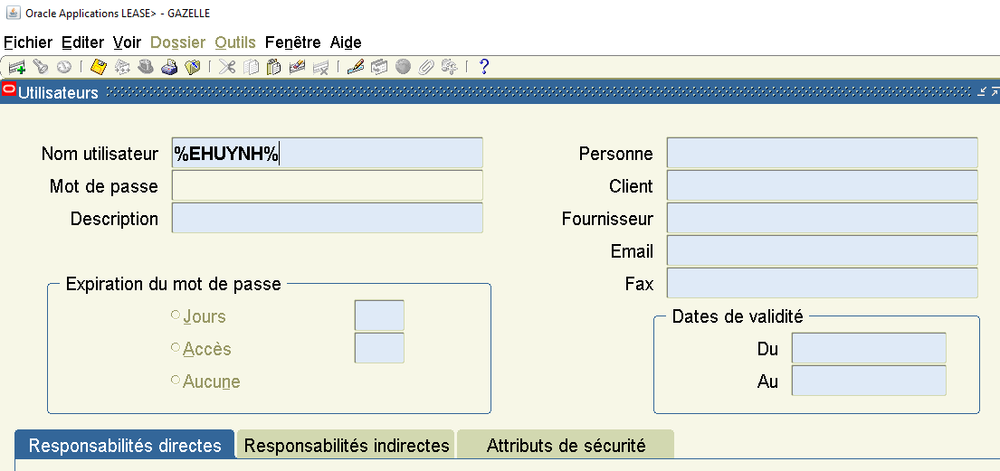 Oracle Applications LEASE> - GAZELLE
Fichier Editer Voir Dossier Outils Fenêtre Aide
?
Utilisateurs
Nom utilisateur %EHUYNH%
Mot de passe
Description
Personne
Client
Fournisseur
Email
Fax
Expiration du mot de passe
Jours
Accès
Aucune
Dates de validité
Du
Au
Responsabilités directes Responsabilités indirectes Attributs de sécurité